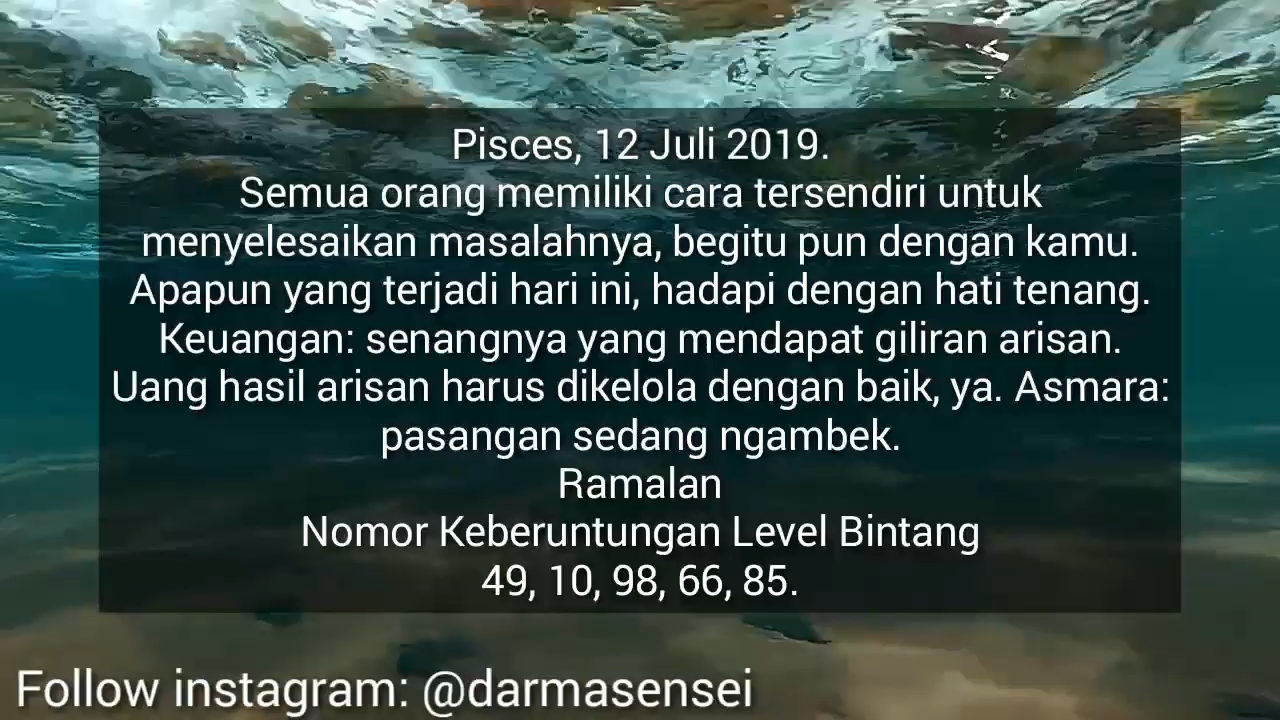 Pisces, 12 Juli 2019.
Semua orang memiliki cara tersendiri untuk
menyelesaikan masalahnya, begitu pun dengan kamu.
Apapun yang terjadi hari ini, hadapi dengan hati tenang.
Keuangan: senangnya yang mendapat giliran arisan.
Uang hasil arisan harus dikelola dengan baik, ya. Asmara:
pasangan sedang ngambek.
Ramalan
Nomor Keberuntungan Level Bintang
49, 10, 98, 66, 85.
Follow instagram: @darmasensei